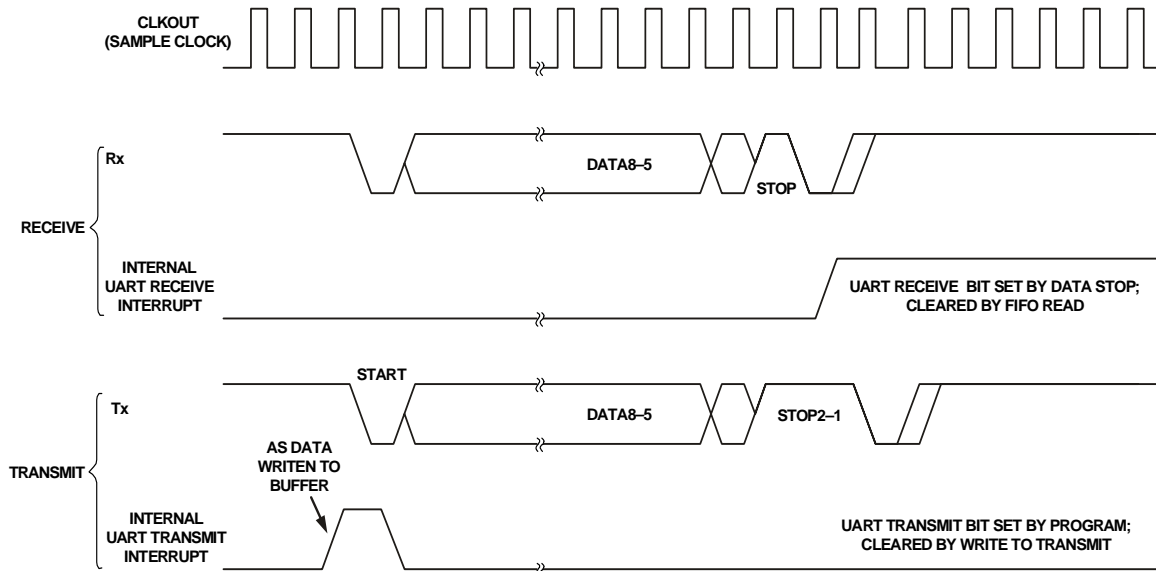 CLKOUT
(SAMPLE CLOCK)
Rx
DATA8–5
STOP
RECEIVE
INTERNAL
UART RECEIVE
INTERRUPT
UART RECEIVE BIT SET BY DATA STOP;
CLEARED BY FIFO READ
START
Tx
DATA8–5
STOP2–1
AS DATA
WRITEN TO
BUFFER
TRANSMIT
INTERNAL
UART TRANSMIT
INTERRUPT
UART TRANSMIT BIT SET BY PROGRAM;
CLEARED BY WRITE TO TRANSMIT